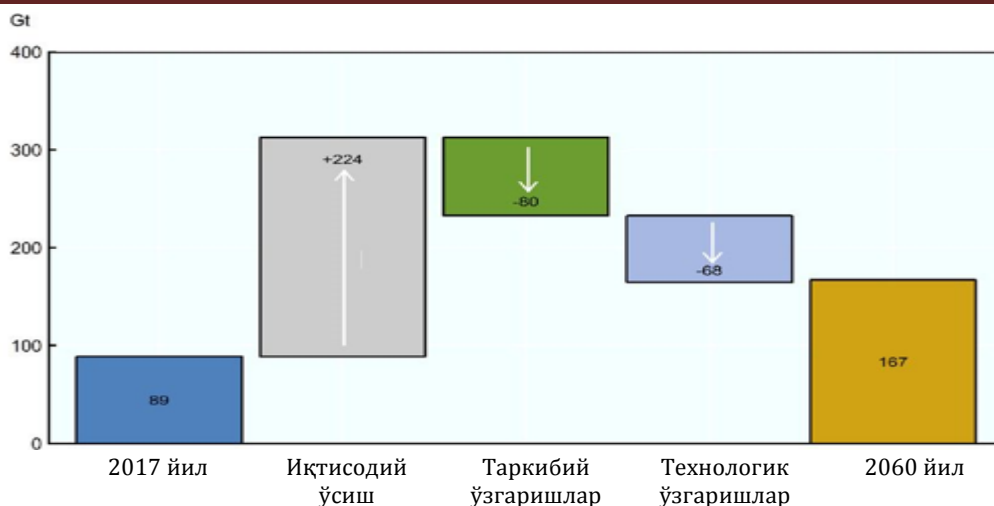 Gt
400
300
200
100
0
+224
-80
-68
89
167
2017 йил
Иқтисодий
ўсиш
Таркибий
ўзгаришлар
Технологик
ўзгаришлар
2060 йил